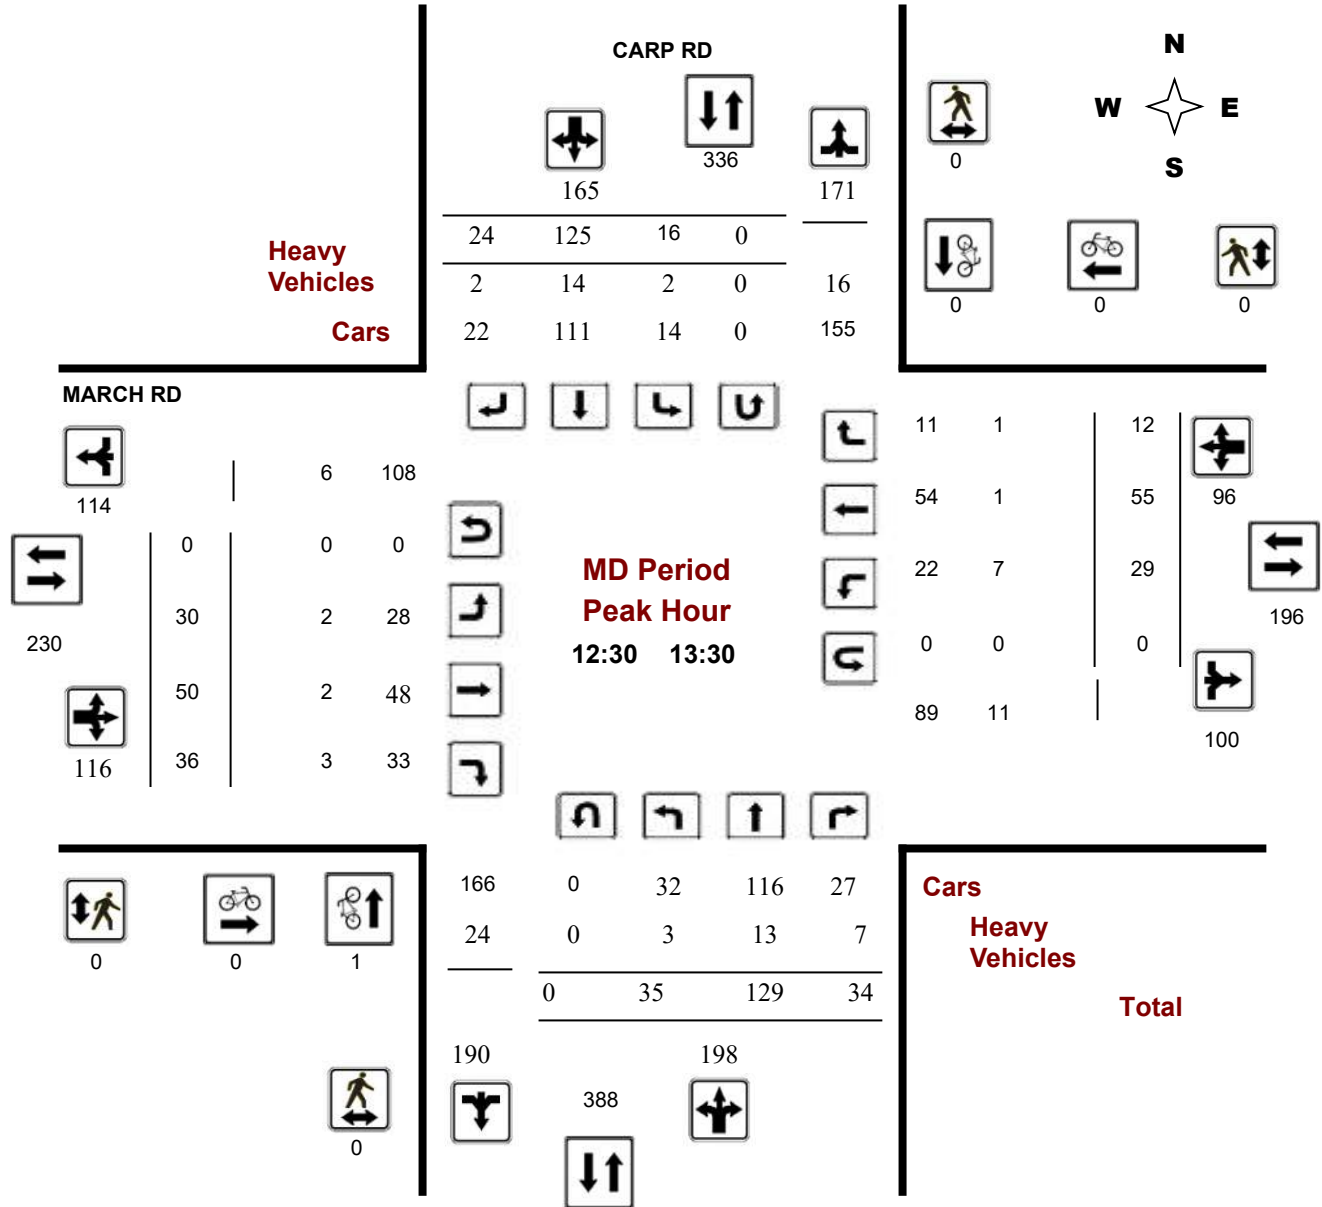 CARP RD
N
W E
S
336
0
165 171
24 125 16 0
Heavy
Vehicles
2 14 2 0 16
Cars
22 111 14 0 155
0 0 0
MARCH RD
11 1 12
6 108
114
54 1 55 96
0 0 0
MD Period
Peak Hour
12:30 13:30
22 7 29
30 2 28
196
230
0 0 0
50 2 48
89 11
100
116
36 3 33
166 0 32 116 27
Cars
24 0 3 13 7
Heavy
Vehicles
0 0 1
0 35 129 34
Total
190 198
388
0